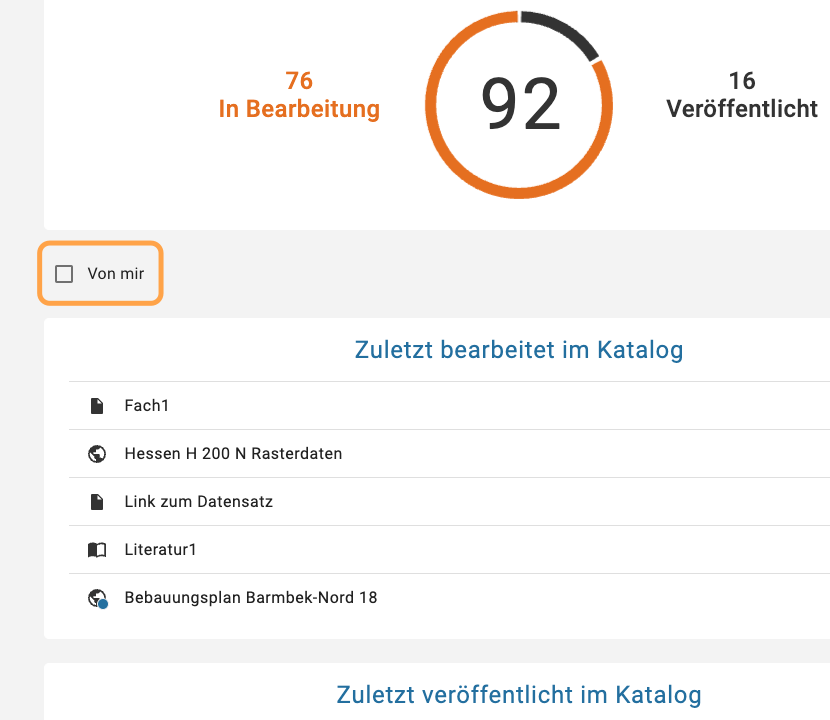 76
In Bearbeitung
92
16
Veröffentlicht
Von mir
Zuletzt bearbeitet im Katalog
Fach1
Hessen H 200 N Rasterdaten
Link zum Datensatz
Literatur1
Bebauungsplan Barmbek-Nord 18
Zuletzt veröffentlicht im Katalog